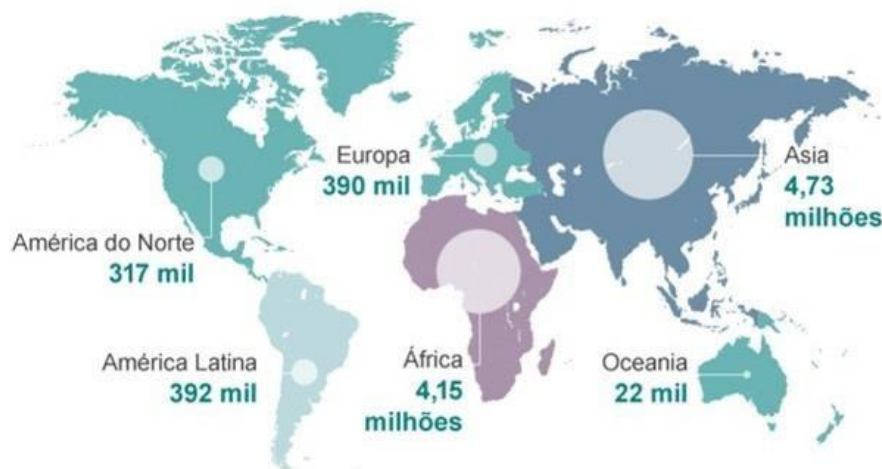 Europa
390 mil
Asia
4,73
milhões
América do Norte
317 mil
América Latina
392 mil
África
4,15
milhões
Oceania
22 mil